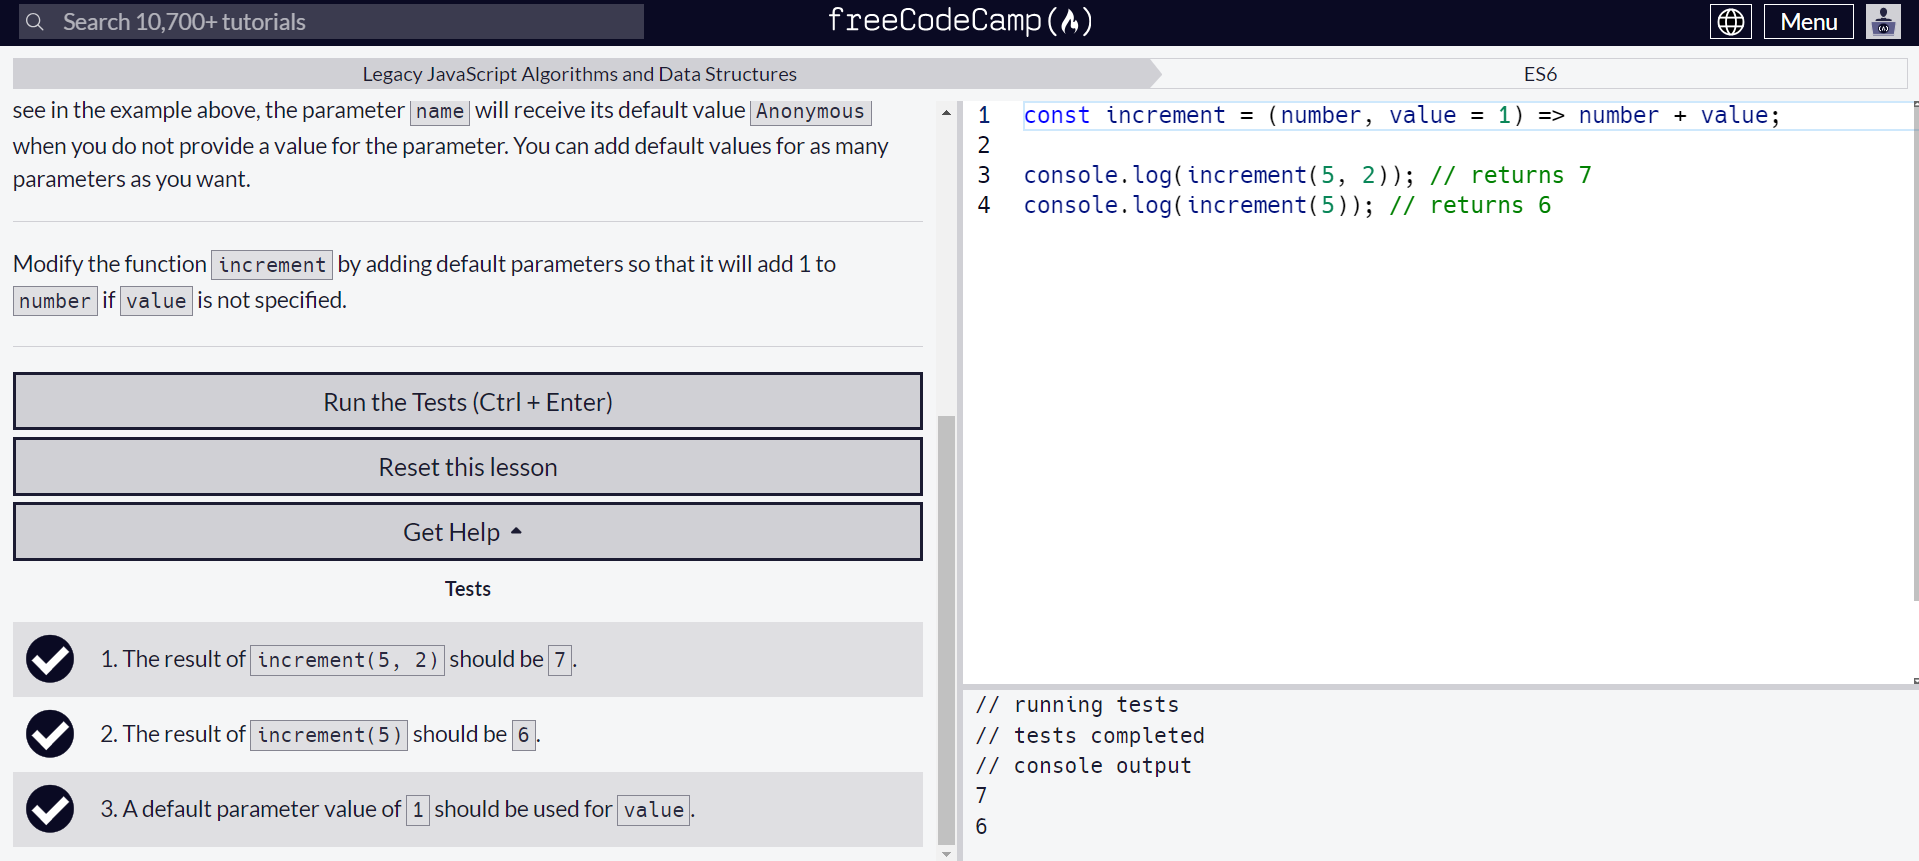 Search 10,700+ tutorials
freeCodeCamp(🔥)
Menu
Legacy JavaScript Algorithms and Data Structures
ES6
see in the example above, the parameter name will receive its default value Anonymous
when you do not provide a value for the parameter. You can add default values for as many
parameters as you want.
Modify the function increment by adding default parameters so that it will add 1 to
number if value is not specified.
Run the Tests (Ctrl + Enter)
Reset this lesson
Get Help
Tests
1. The result of increment(5, 2) should be 7.
2. The result of increment(5) should be 6.
3. A default parameter value of 1 should be used for value.
1 const increment = (number, value = 1) => number + value;
2
3 console.log(increment(5, 2)); // returns 7
4 console.log(increment(5)); // returns 6
// running tests
// tests completed
// console output
7
6